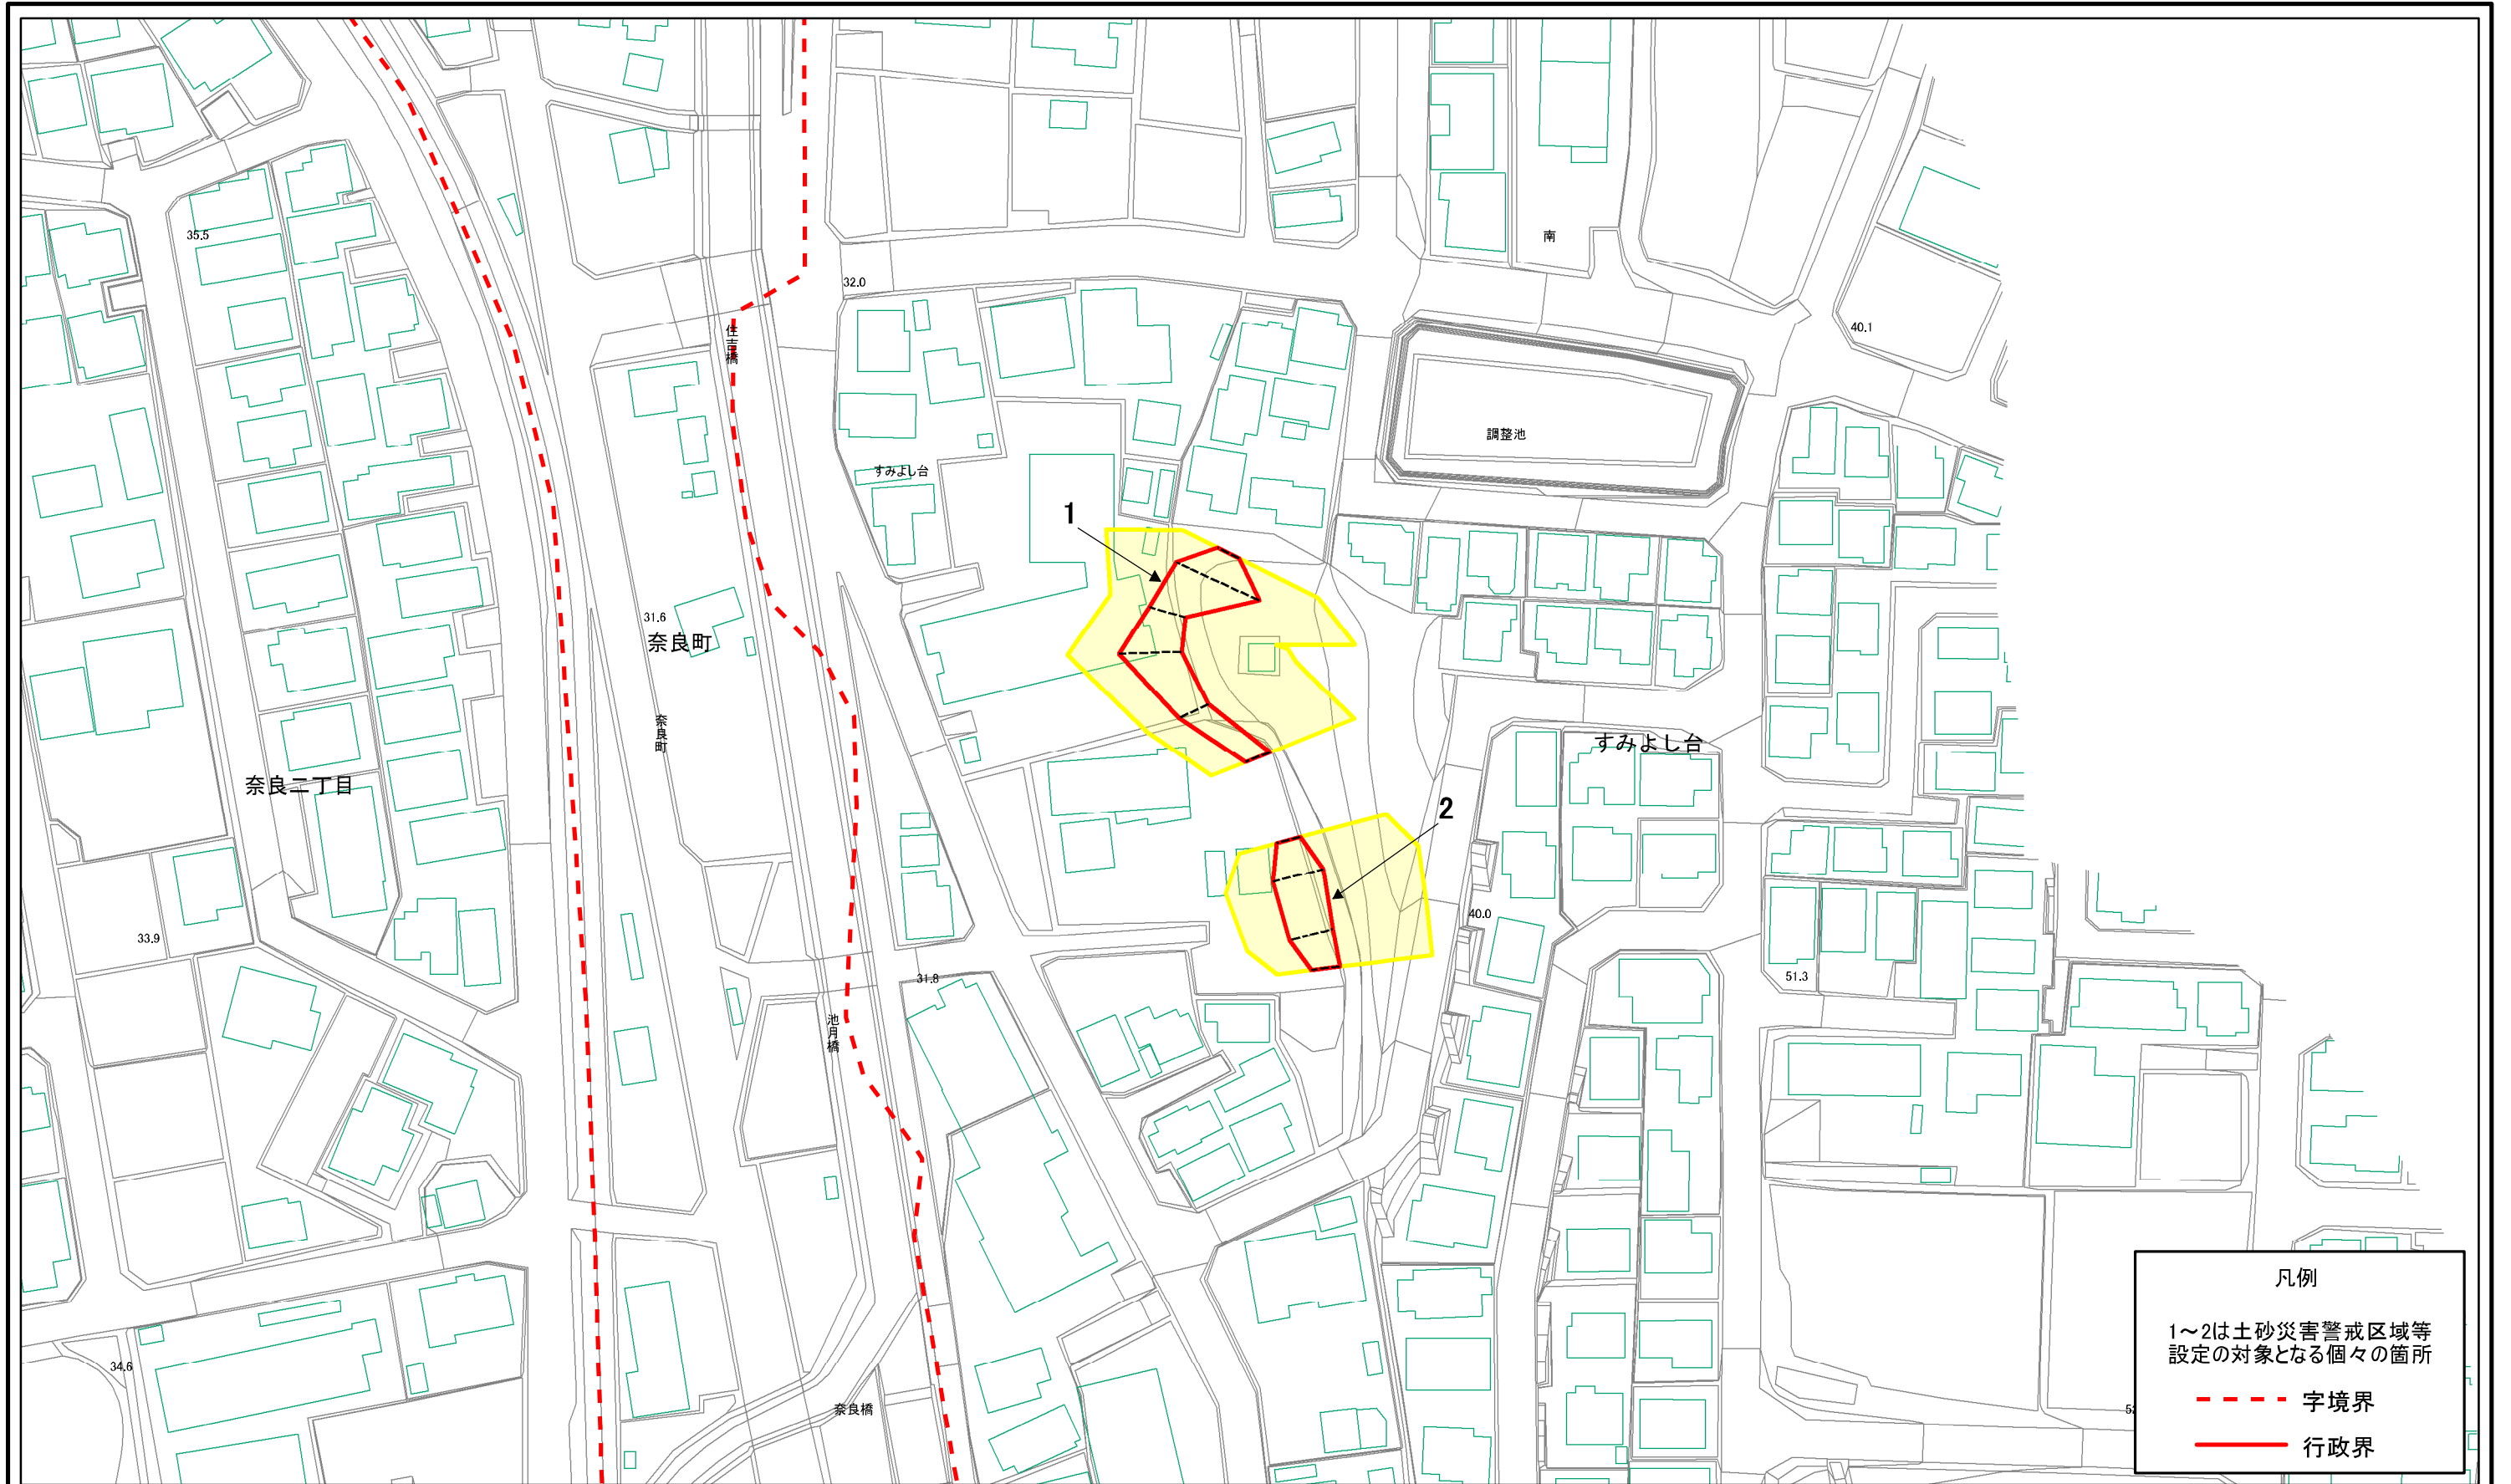 南
35.5
32.0
40.1
住吉橋
調整池
すみよし台
1
31.6
奈良町
奈良町
すみよし台
奈良二丁目
2
40.0
33.9
51.3
31.8
池月橋
34.6
奈良橋
凡例
1～2は土砂災害警戒区域等
設定の対象となる個々の箇所
字境界
行政界